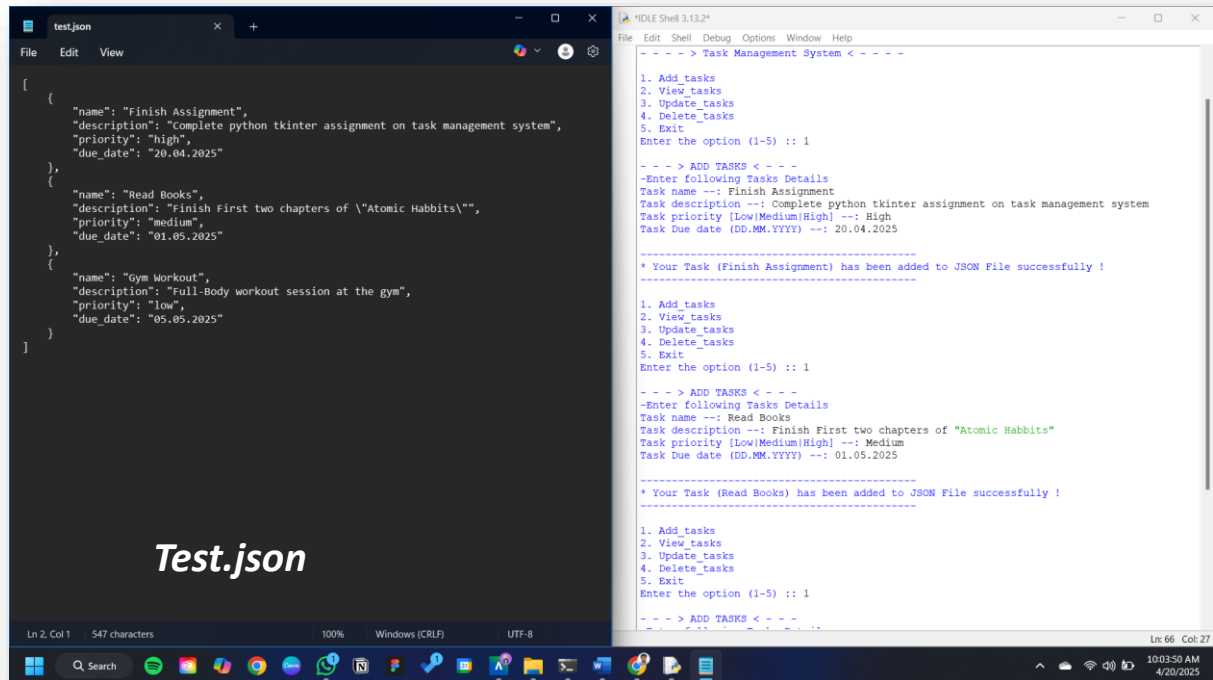 test.json
File Edit View
[
{
"name": "Finish Assignment",
"description": "Complete python tkinter assignment on task management system",
"priority": "high",
"due_date": "20.04.2025"
},
{
"name": "Read Books",
"description": "Finish First two chapters of \"Atomic Habbits\"",
"priority": "medium",
"due_date": "01.05.2025"
},
{
"name": "Gym Workout",
"description": "Full-Body workout session at the gym",
"priority": "low",
"due_date": "05.05.2025"
}
]
Test.json
Ln 2, Col 1 547 characters 100% Windows (CRLF) UTF-8
*IDLE Shell 3.13.2*
File Edit Shell Debug Options Window Help
- - - - > Task Management System < - - - -
1. Add_tasks
2. View_tasks
3. Update_tasks
4. Delete_tasks
5. Exit
Enter the option (1-5) :: 1
- - - > ADD TASKS < - - -
-Enter following Tasks Details
Task name --: Finish Assignment
Task description --: Complete python tkinter assignment on task management system
Task priority [Low|Medium|High] --: High
Task Due date (DD.MM.YYYY) --: 20.04.2025
--------------------------------------------
* Your Task (Finish Assignment) has been added to JSON File successfully !
--------------------------------------------
1. Add_tasks
2. View_tasks
3. Update_tasks
4. Delete_tasks
5. Exit
Enter the option (1-5) :: 1
- - - > ADD TASKS < - - -
-Enter following Tasks Details
Task name --: Read Books
Task description --: Finish First two chapters of "Atomic Habbits"
Task priority [Low|Medium|High] --: Medium
Task Due date (DD.MM.YYYY) --: 01.05.2025
--------------------------------------------
* Your Task (Read Books) has been added to JSON File successfully !
--------------------------------------------
1. Add_tasks
2. View_tasks
3. Update_tasks
4. Delete_tasks
5. Exit
Enter the option (1-5) :: 1
- - - > ADD TASKS < - - -
Ln: 66 Col: 27
Search
10:03:50 AM
4/20/2025